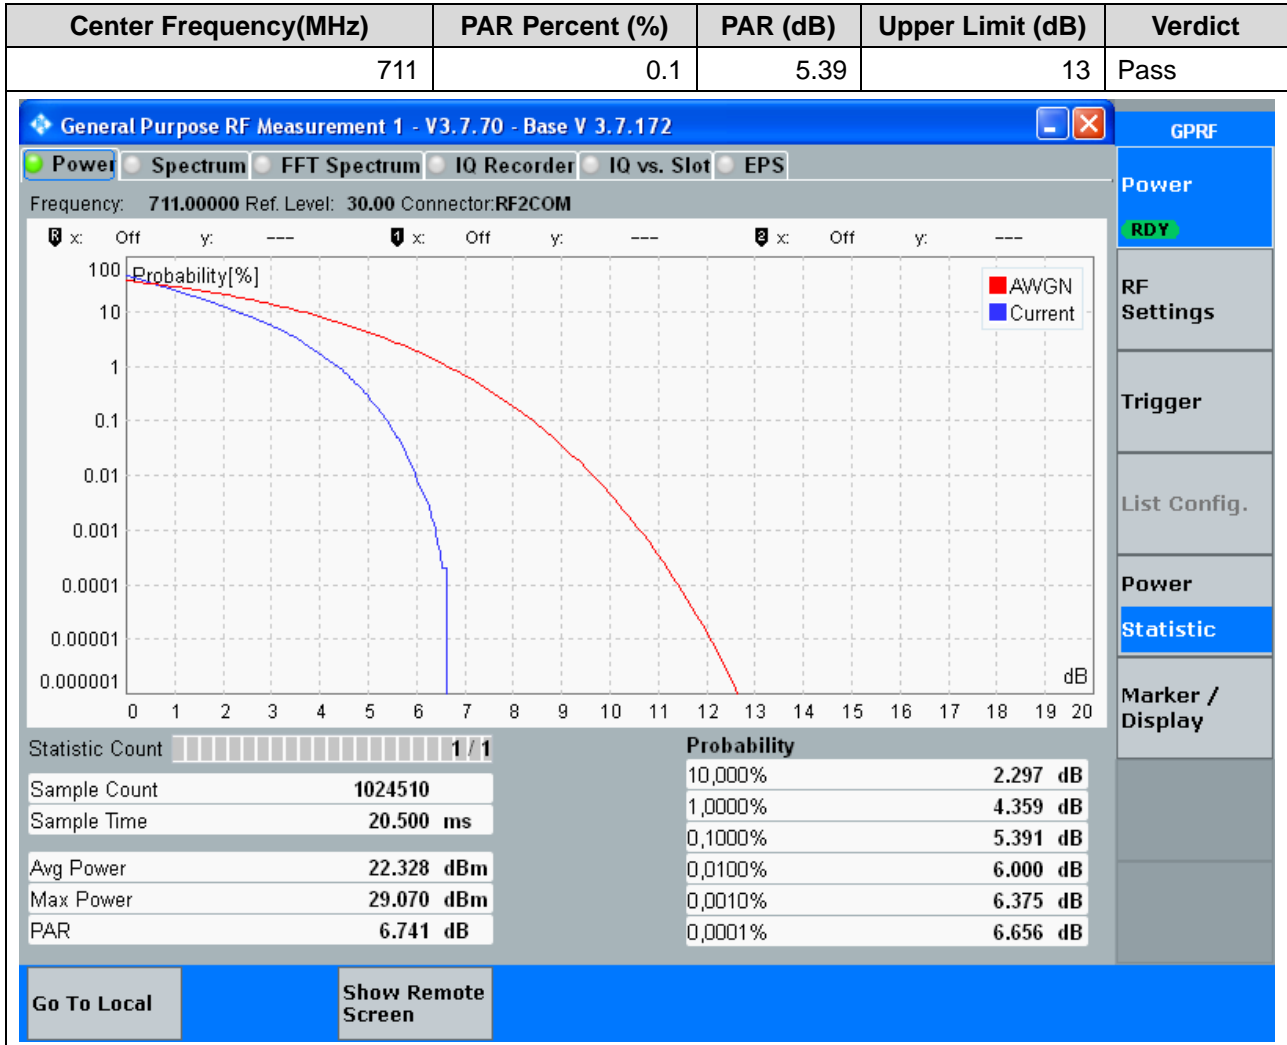 Center Frequency(MHz) PAR Percent (%) PAR (dB) Upper Limit (dB) Verdict
711 0.1 5.39 13 Pass
General Purpose RF Measurement 1 - V3.7.70 - Base V 3.7.172
GPRF
Power Spectrum FFT Spectrum IQ Recorder IQ vs. Slot EPS
Power
RDY
Frequency: 711.00000 Ref. Level: 30.00 Connector:RF2COM
R x: Off y: --- 1 x: Off y: --- 2 x: Off y: ---
Probability[%]
AWGN
Current
100
10
1
0.1
0.01
0.001
0.0001
0.00001
0.000001
dB
0 1 2 3 4 5 6 7 8 9 10 11 12 13 14 15 16 17 18 19 20
RF
Settings
Trigger
List Config.
Power
Statistic
Marker /
Display
Statistic Count 1 / 1
Sample Count 1024510
Sample Time 20.500 ms
Avg Power 22.328 dBm
Max Power 29.070 dBm
PAR 6.741 dB
Probability
10,000% 2.297 dB
1,0000% 4.359 dB
0,1000% 5.391 dB
0,0100% 6.000 dB
0,0010% 6.375 dB
0,0001% 6.656 dB
Go To Local
Show Remote
Screen